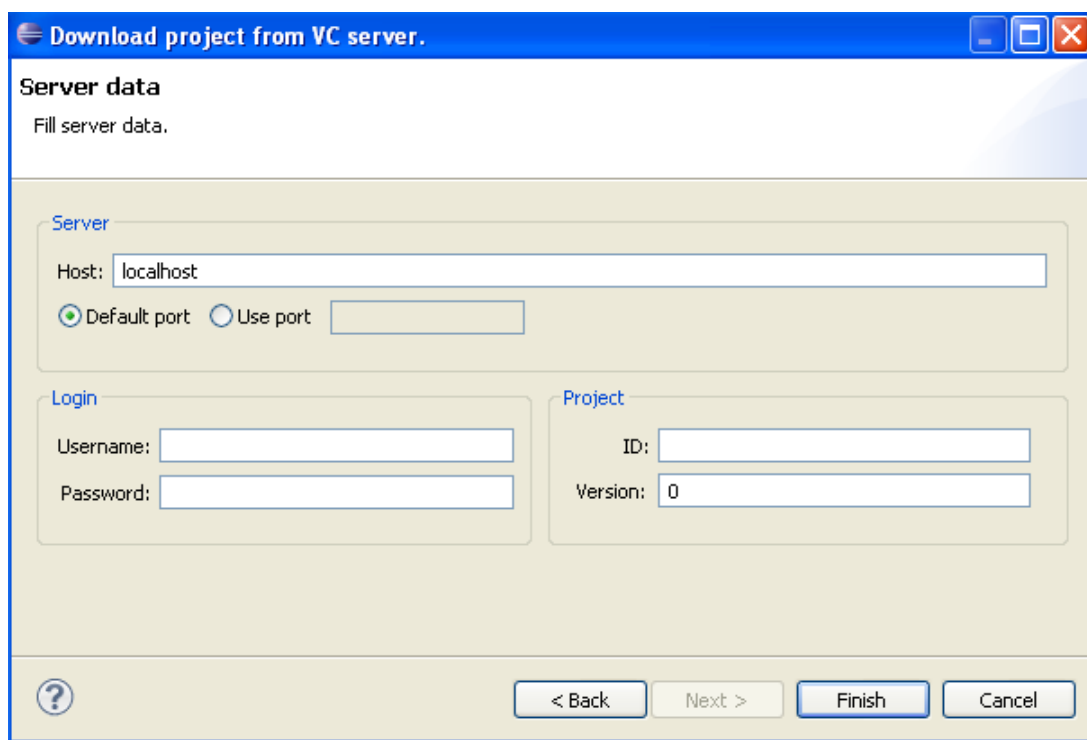 Download project from VC server.
Server data
Fill server data.
Server
Host: localhost
Default port Use port
Login
Username:
Password:
Project
ID:
Version: 0
?
< Back Next > Finish Cancel